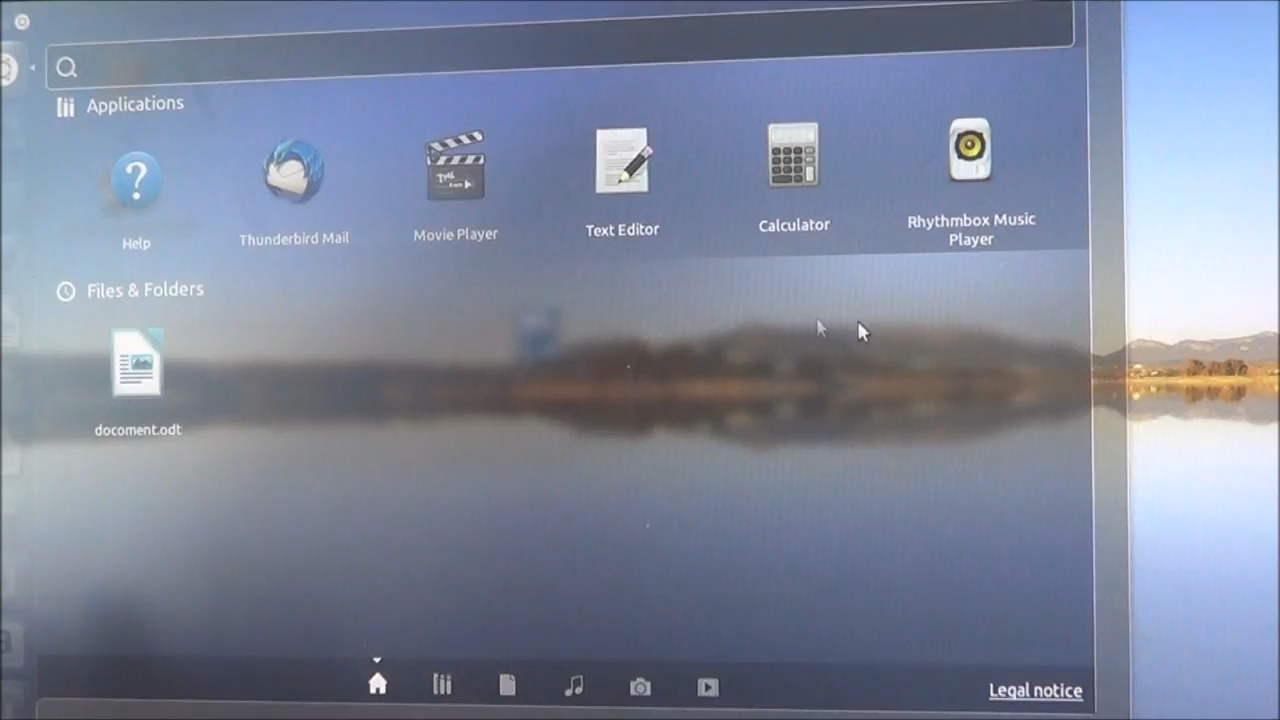 Applications
Help
Thunderbird Mail
Movie Player
Text Editor
Calculator
Rhythmbox Music
Player
Files & Folders
docoment.odt
Legal notice